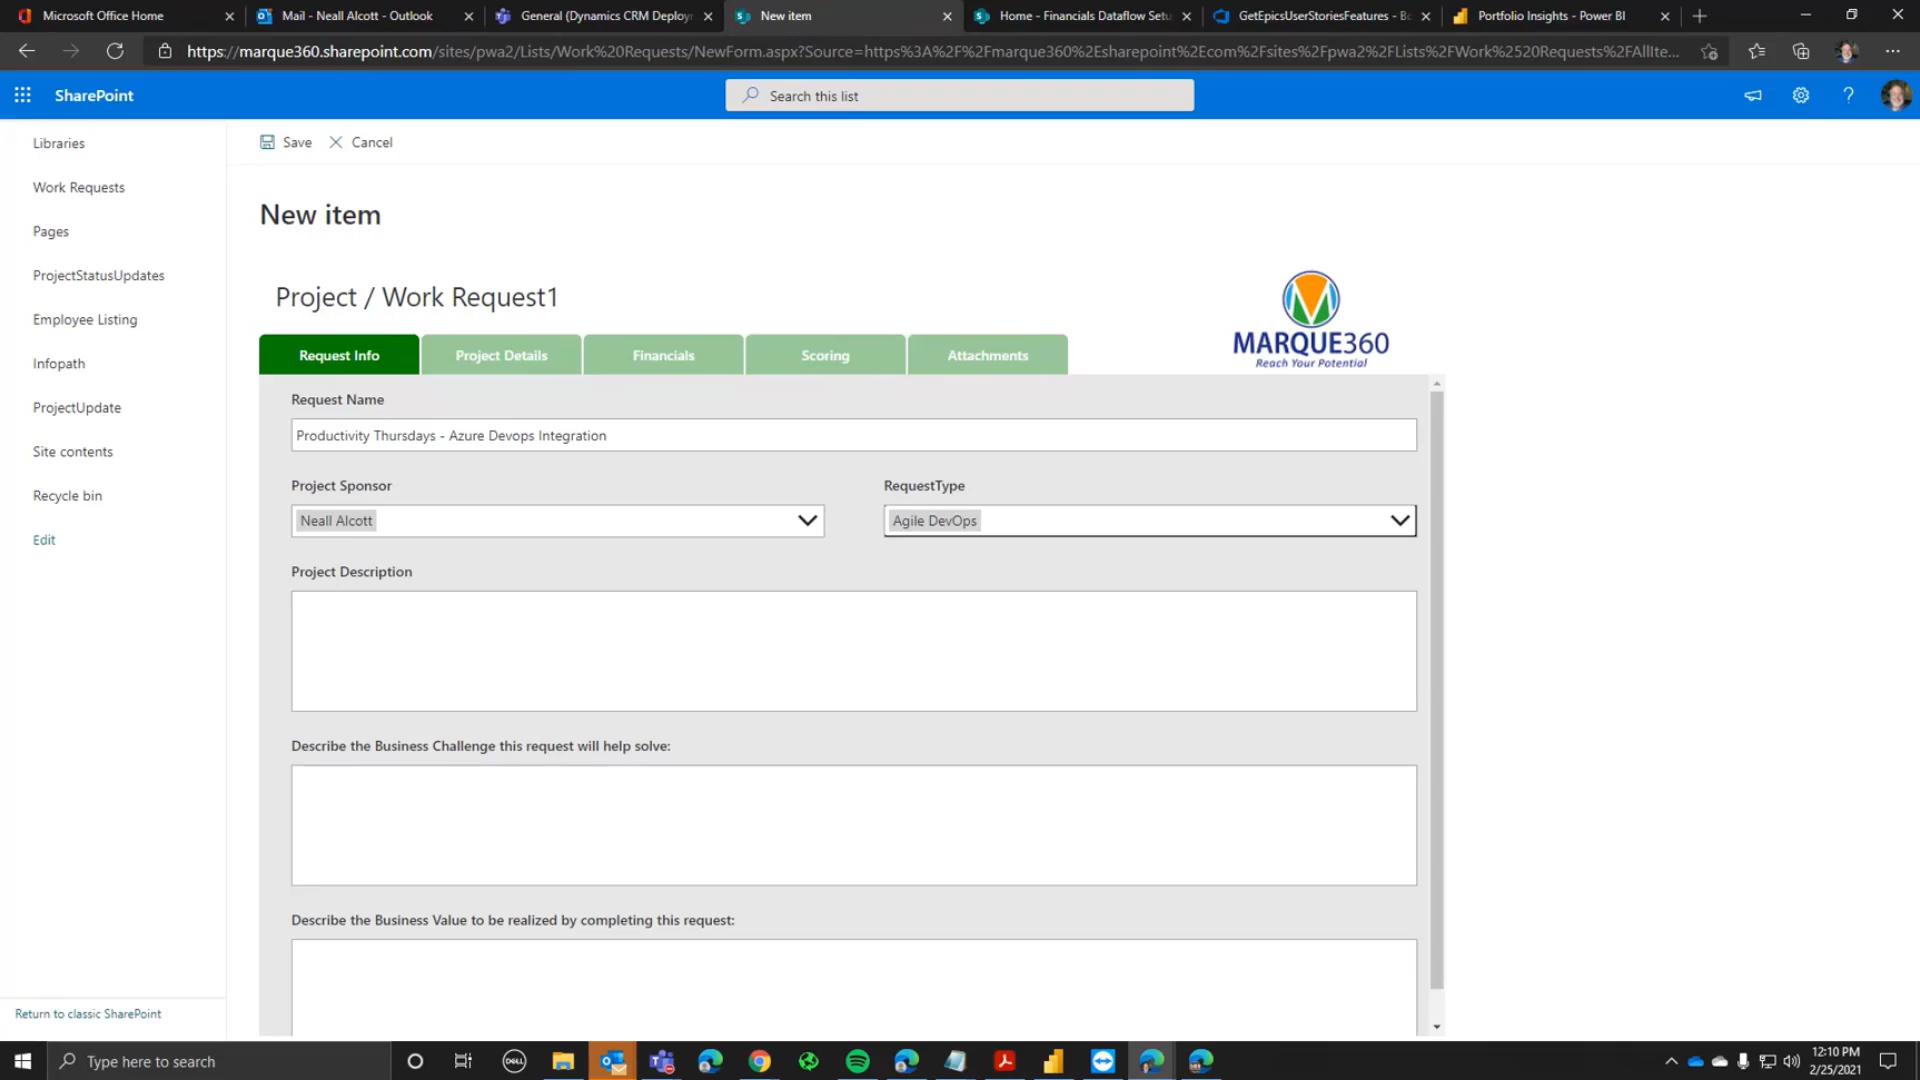 Microsoft Office Home
Mail - Neall Alcott - Outlook
General (Dynamics CRM Deploy
New item
Home - Financials Dataflow Setu
GetEpicsUserStoriesFeatures - Bo
Portfolio Insights - Power BI
https://marque360.sharepoint.com/sites/pwa2/Lists/Work%20Requests/NewForm.aspx?Source=https%3A%2F%2Fmarque360%2Esharepoint%2Ecom%2Fsites%2Fpwa2%2FLists%2FWork%2520Requests%2FAllIte...
SharePoint
Search this list
Libraries
Work Requests
Pages
ProjectStatusUpdates
Employee Listing
Infopath
ProjectUpdate
Site contents
Recycle bin
Edit
Return to classic SharePoint
Save
Cancel
New item
Project / Work Request1
MARQUE360
Reach Your Potential
Request Info
Project Details
Financials
Scoring
Attachments
Request Name
Productivity Thursdays - Azure Devops Integration
Project Sponsor
RequestType
Neall Alcott
Agile DevOps
Project Description
Describe the Business Challenge this request will help solve:
Describe the Business Value to be realized by completing this request:
Type here to search
DELL
12:10 PM
2/25/2021